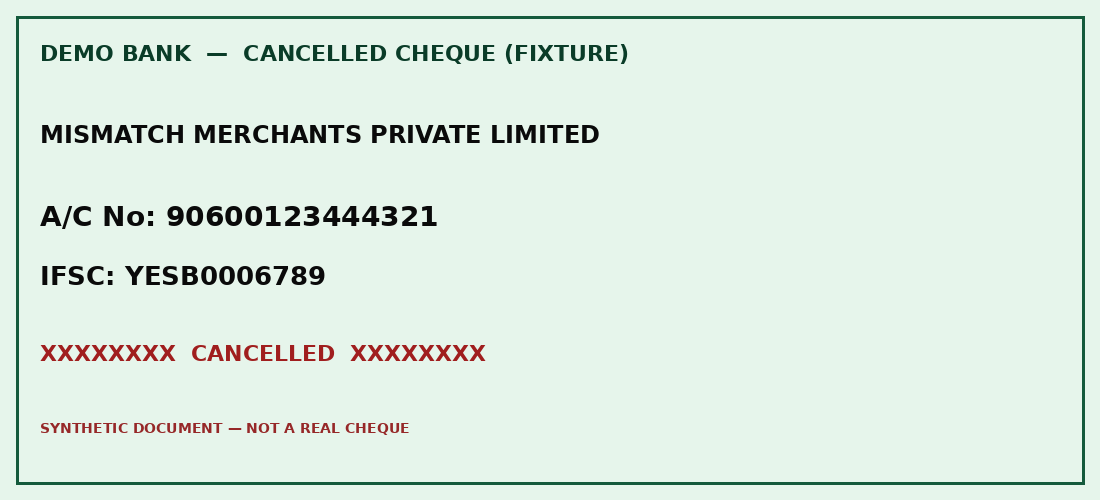 DEMO BANK — CANCELLED CHEQUE (FIXTURE)
MISMATCH MERCHANTS PRIVATE LIMITED
A/C No: 90600123444321
IFSC: YESB0006789
XXXXXXXX CANCELLED XXXXXXXX
SYNTHETIC DOCUMENT — NOT A REAL CHEQUE